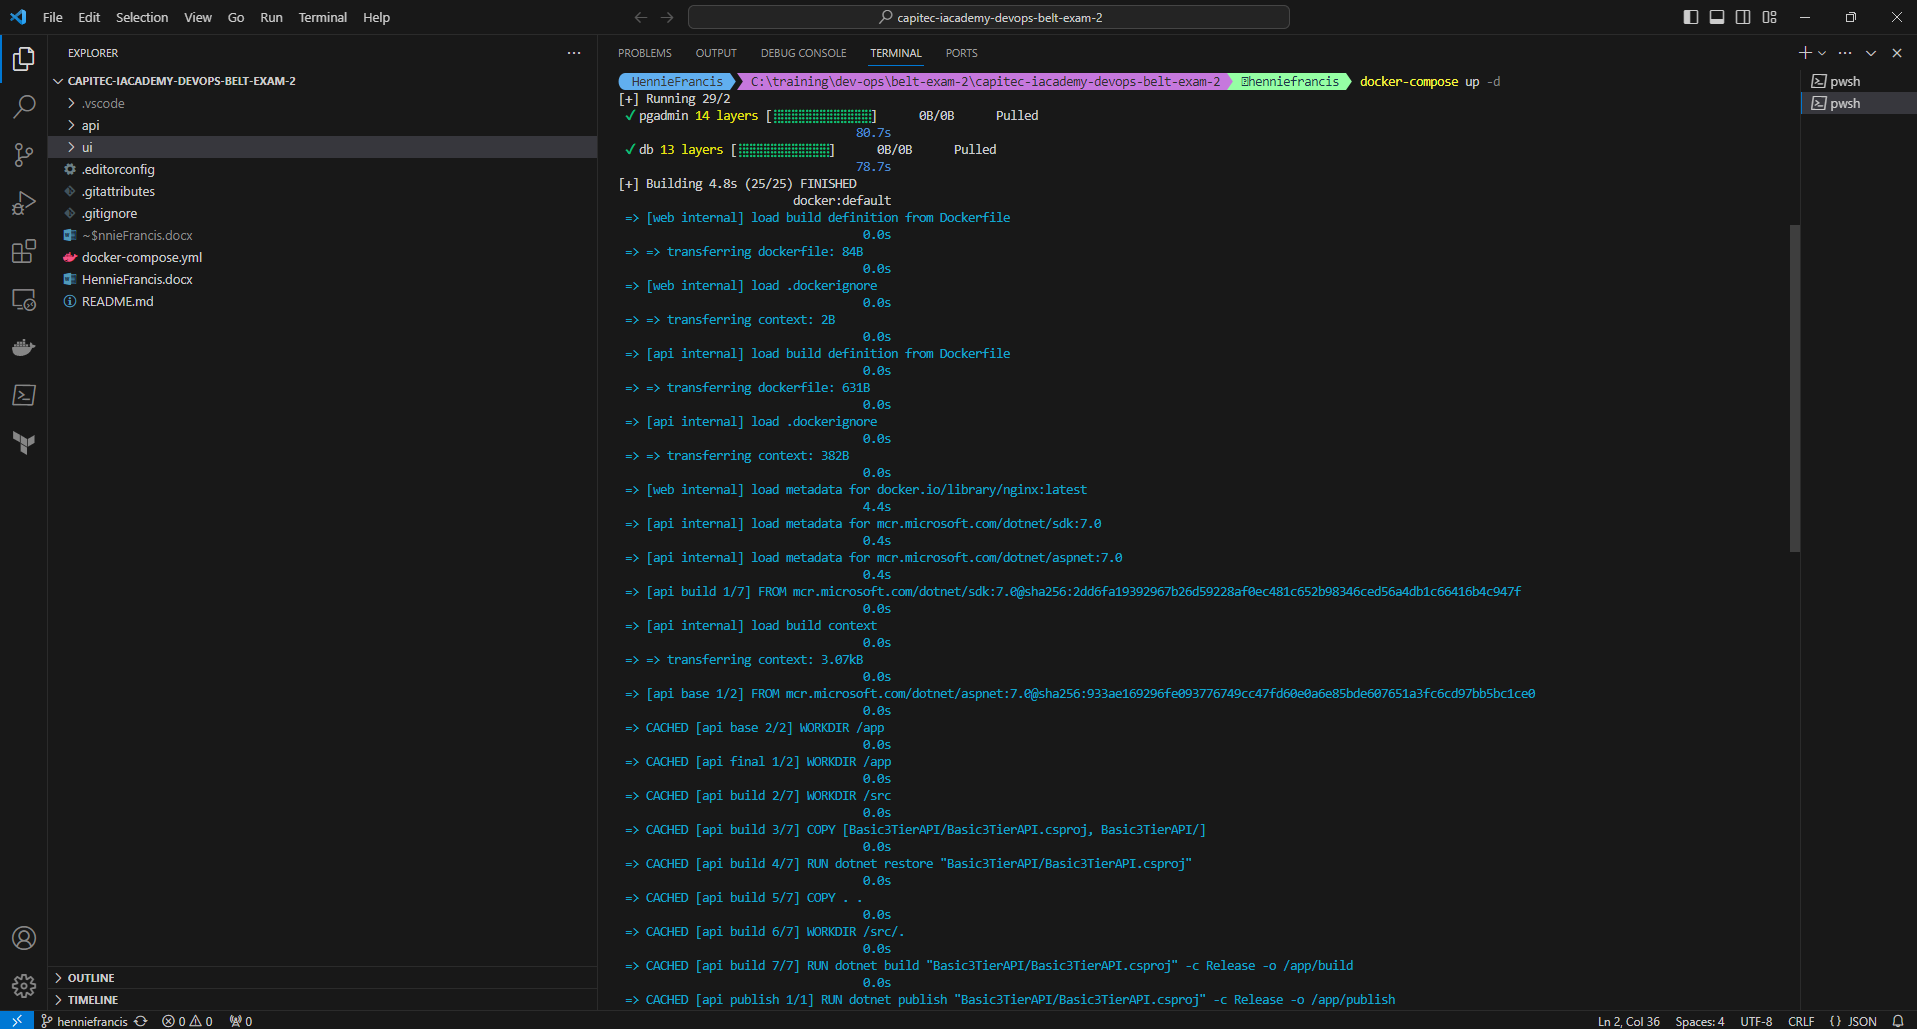 File Edit Selection View Go Run Terminal Help
capitec-iacademy-devops-belt-exam-2
EXPLORER
CAPITEC-IACADEMY-DEVOPS-BELT-EXAM-2
.vscode
api
ui
.editorconfig
.gitattributes
.gitignore
~$nnieFrancis.docx
docker-compose.yml
HennieFrancis.docx
README.md
OUTLINE
TIMELINE
PROBLEMS OUTPUT DEBUG CONSOLE TERMINAL PORTS
HennieFrancis C:\training\dev-ops\belt-exam-2\capitec-iacademy-devops-belt-exam-2 henniefrancis docker-compose up -d
[+] Running 29/2
✓ pgadmin 14 layers [⣿⣿⣿⣿⣿⣿⣿⣿⣿⣿⣿⣿⣿⣿] 0B/0B Pulled
80.7s
✓ db 13 layers [⣿⣿⣿⣿⣿⣿⣿⣿⣿⣿⣿⣿⣿] 0B/0B Pulled
78.7s
[+] Building 4.8s (25/25) FINISHED
docker:default
=> [web internal] load build definition from Dockerfile
0.0s
=> => transferring dockerfile: 84B
0.0s
=> [web internal] load .dockerignore
0.0s
=> => transferring context: 2B
0.0s
=> [api internal] load build definition from Dockerfile
0.0s
=> => transferring dockerfile: 631B
0.0s
=> [api internal] load .dockerignore
0.0s
=> => transferring context: 382B
0.0s
=> [web internal] load metadata for docker.io/library/nginx:latest
4.4s
=> [api internal] load metadata for mcr.microsoft.com/dotnet/sdk:7.0
0.4s
=> [api internal] load metadata for mcr.microsoft.com/dotnet/aspnet:7.0
0.4s
=> [api build 1/7] FROM mcr.microsoft.com/dotnet/sdk:7.0@sha256:2dd6fa19392967b26d59228af0ec481c652b98346ced56a4db1c66416b4c947f
0.0s
=> [api internal] load build context
0.0s
=> => transferring context: 3.07kB
0.0s
=> [api base 1/2] FROM mcr.microsoft.com/dotnet/aspnet:7.0@sha256:933ae169296fe093776749cc47fd60e0a6e85bde607651a3fc6cd97bb5bc1ce0
0.0s
=> CACHED [api base 2/2] WORKDIR /app
0.0s
=> CACHED [api final 1/2] WORKDIR /app
0.0s
=> CACHED [api build 2/7] WORKDIR /src
0.0s
=> CACHED [api build 3/7] COPY [Basic3TierAPI/Basic3TierAPI.csproj, Basic3TierAPI/]
0.0s
=> CACHED [api build 4/7] RUN dotnet restore "Basic3TierAPI/Basic3TierAPI.csproj"
0.0s
=> CACHED [api build 5/7] COPY . .
0.0s
=> CACHED [api build 6/7] WORKDIR /src/.
0.0s
=> CACHED [api build 7/7] RUN dotnet build "Basic3TierAPI/Basic3TierAPI.csproj" -c Release -o /app/build
0.0s
=> CACHED [api publish 1/1] RUN dotnet publish "Basic3TierAPI/Basic3TierAPI.csproj" -c Release -o /app/publish
pwsh
pwsh
henniefrancis 0 0 0 Ln 2, Col 36 Spaces: 4 UTF-8 CRLF {} JSON